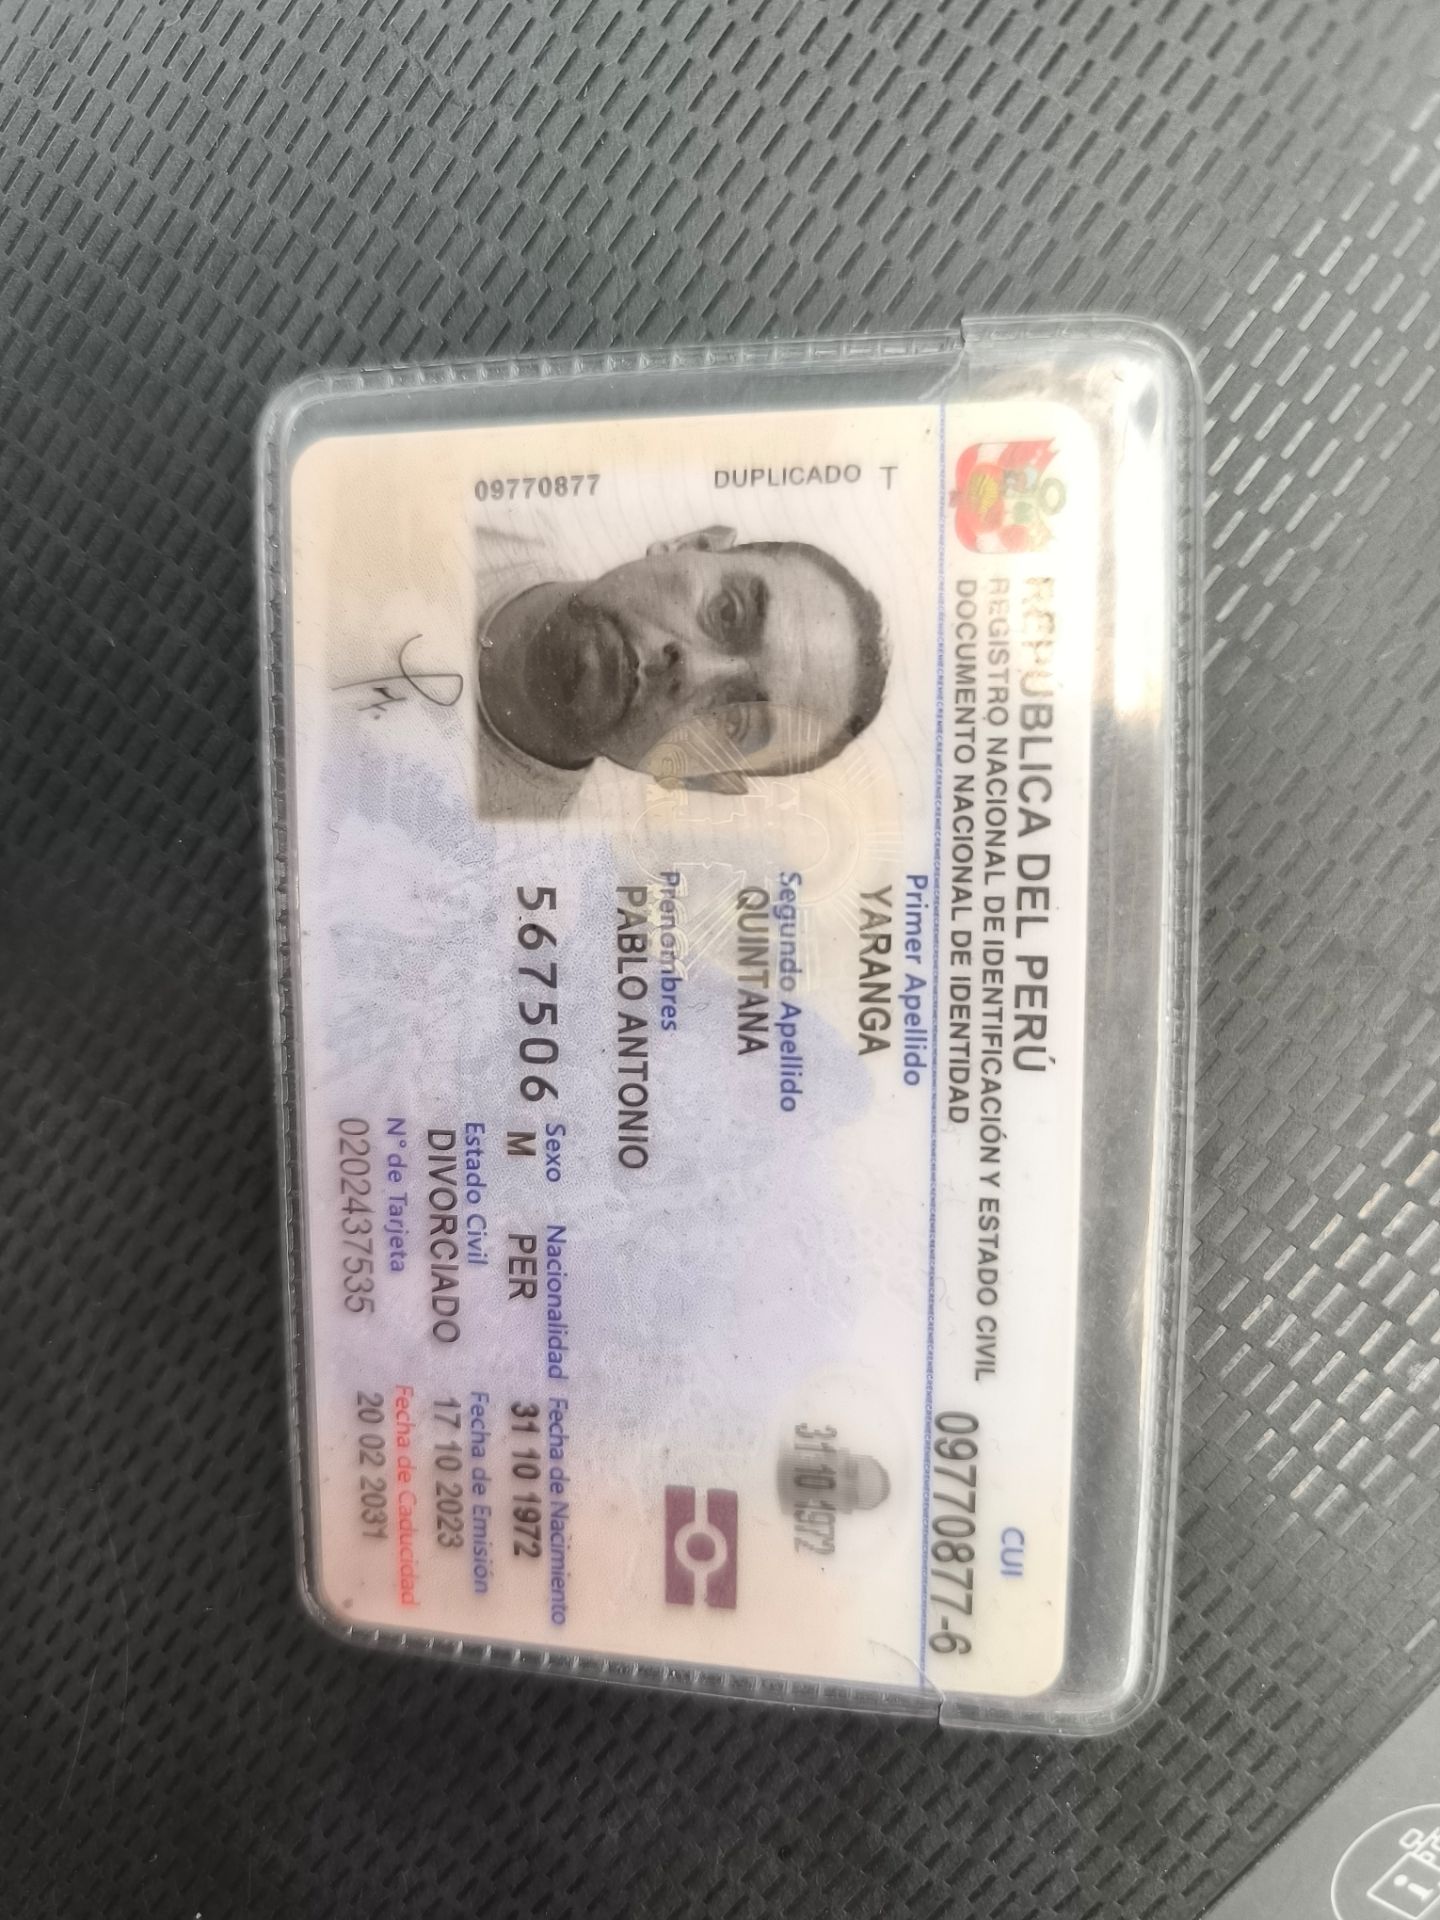 REPÚBLICA DEL PERÚ
REGISTRO NACIONAL DE IDENTIFICACIÓN Y ESTADO CIVIL
DOCUMENTO NACIONAL DE IDENTIDAD
CUI
09770877-6
DUPLICADO T
09770877
Primer Apellido
YARANGA
Segundo Apellido
QUINTANA
Prenombres
PABLO ANTONIO
31 10 1972
Sexo Nacionalidad Fecha de Nacimiento
567506 M PER 31 10 1972
Estado Civil Fecha de Emisión
DIVORCIADO 17 10 2023
N° de Tarjeta Fecha de Caducidad
0202437535 20 02 2031